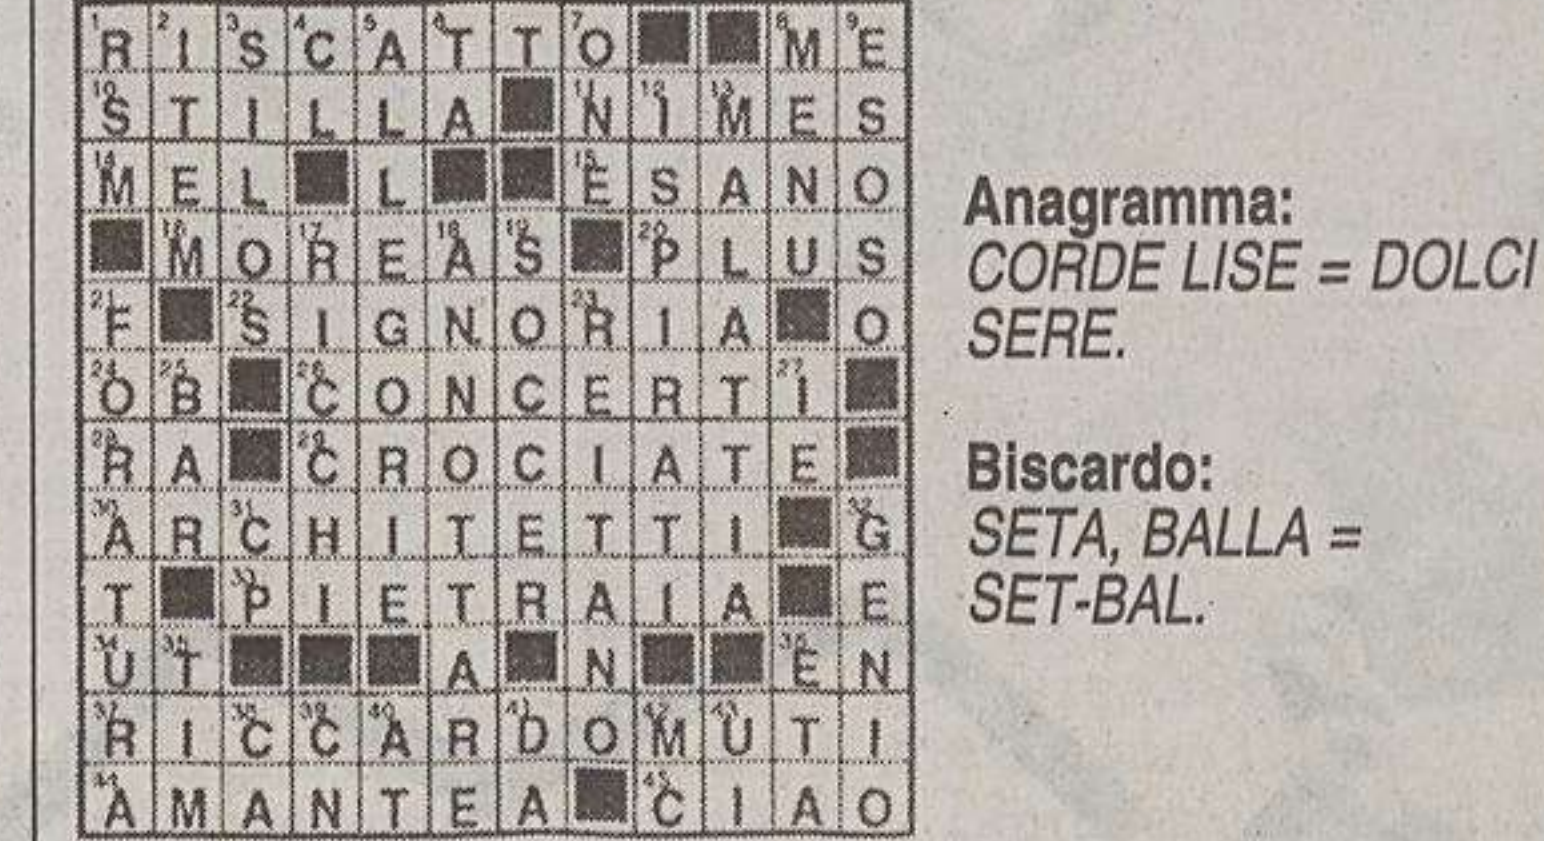 RISCATTO ME
STILLA NIMES
MEL L ESANO
MOREAS PLUS
F SIGNORIA O
OB CONCERTI
RA CROCIATE
ARCHITETTI G
T PIETRAIA E
UT A N EN
RICCARDOMUTI
AMANTEA CIAO
Anagramma:
CORDE LISE = DOLCI
SERE.
Biscardo:
SETA, BALLA =
SET-BAL.